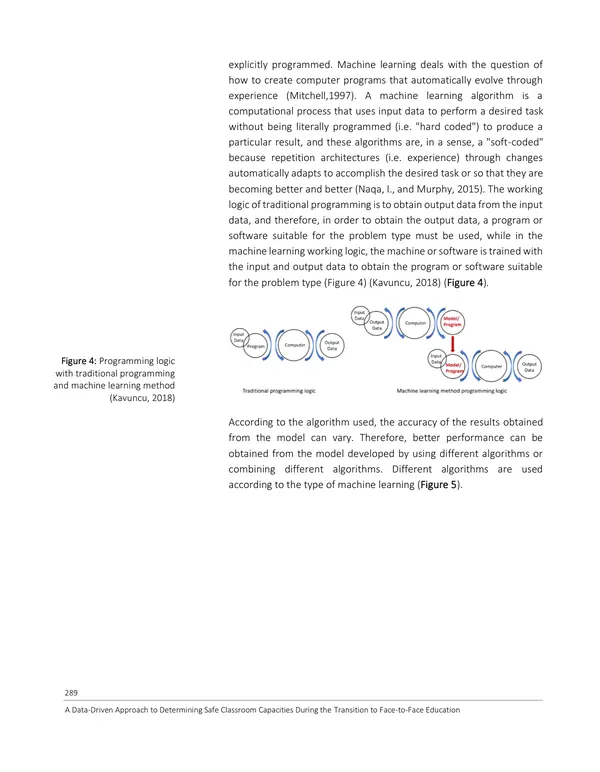 explicitly programmed. Machine learning deals with the question of
how to create computer programs that automatically evolve through
experience (Mitchell,1997). A machine learning algorithm is a
computational process that uses input data to perform a desired task
without being literally programmed (i.e. "hard coded") to produce a
particular result, and these algorithms are, in a sense, a "soft-coded"
because repetition architectures (i.e. experience) through changes
automatically adapts to accomplish the desired task or so that they are
becoming better and better (Naqa, I., and Murphy, 2015). The working
logic of traditional programming is to obtain output data from the input
data, and therefore, in order to obtain the output data, a program or
software suitable for the problem type must be used, while in the
machine learning working logic, the machine or software is trained with
the input and output data to obtain the program or software suitable
for the problem type (Figure 4) (Kavuncu, 2018) (Figure 4).
Input
Data
Program
Computer
Output
Data
Traditional programming logic
Input
Data
Output
Data
Computer
Model/
Program
Input
Data
Model/
Program
Computer
Output
Data
Machine learning method programming logic
Figure 4: Programming logic
with traditional programming
and machine learning method
(Kavuncu, 2018)
According to the algorithm used, the accuracy of the results obtained
from the model can vary. Therefore, better performance can be
obtained from the model developed by using different algorithms or
combining different algorithms. Different algorithms are used
according to the type of machine learning (Figure 5).
289
A Data-Driven Approach to Determining Safe Classroom Capacities During the Transition to Face-to-Face Education